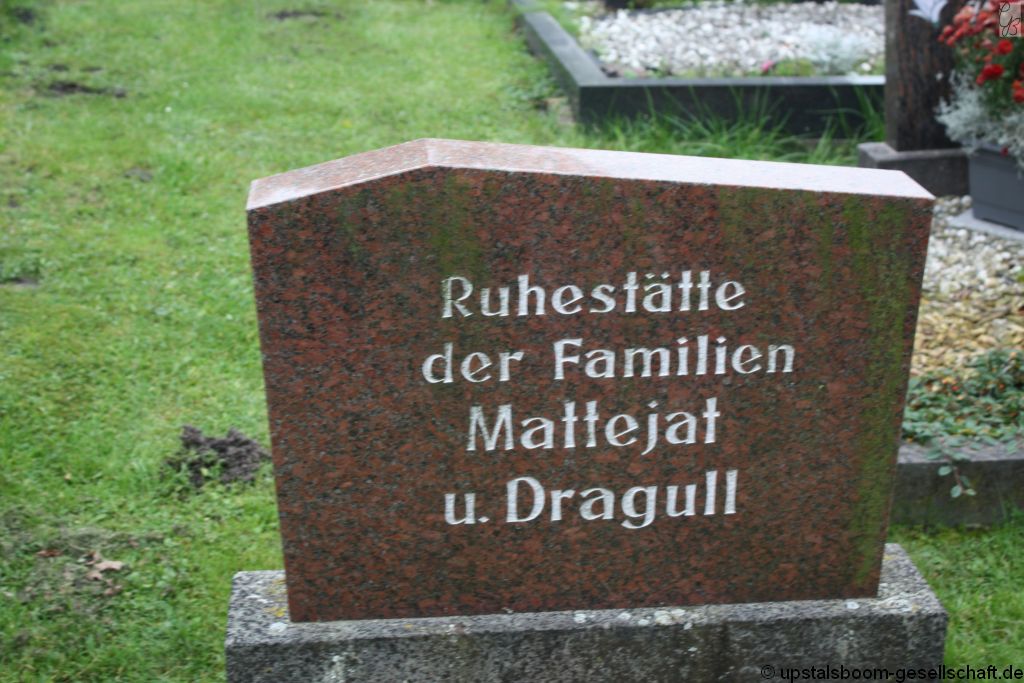 Ruhestätte
der Familien
Mattejat
u. Dragull
© upstalsboom-gesellschaft.de